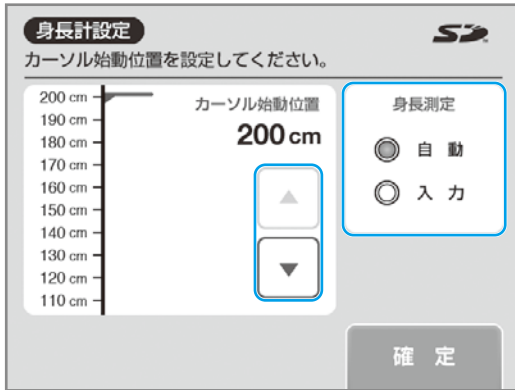 身長計設定
SD
カーソル始動位置を設定してください。
200 cm
190 cm
180 cm
170 cm
160 cm
150 cm
140 cm
130 cm
120 cm
110 cm
カーソル始動位置
200 cm
▲
▼
身長測定
自 動
入 力
確 定